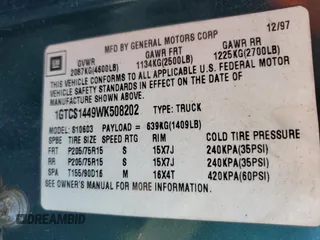 MFD BY GENERAL MOTORS CORP 12/97
GM
GVWR GAWR FRT GAWR RR
2087KG(4600LB) 1134KG(2500LB) 1225KG(2700LB)
THIS VEHICLE CONFORMS TO ALL APPLICABLE U.S. FEDERAL MOTOR VEHICLE SAFETY STANDARDS IN EFFECT ON THE DATE OF MANUFACTURE SHOWN ABOVE.
1GTCS1449WK508202 TYPE: TRUCK
MODEL: S10603 PAYLOAD = 639KG(1409LB)
SPBE TIRE SIZE SPEED RTG RIM COLD TIRE PRESSURE
FRT P205/75R15 S 15X7J 240KPA(35PSI)
RR P205/75R15 S 15X7J 240KPA(35PSI)
SPA T155/90D16 M 16X4T 420KPA(60PSI)
SEE OWNER'S MANUAL FOR ADDITIONAL INFORMATION.
DREAMBID